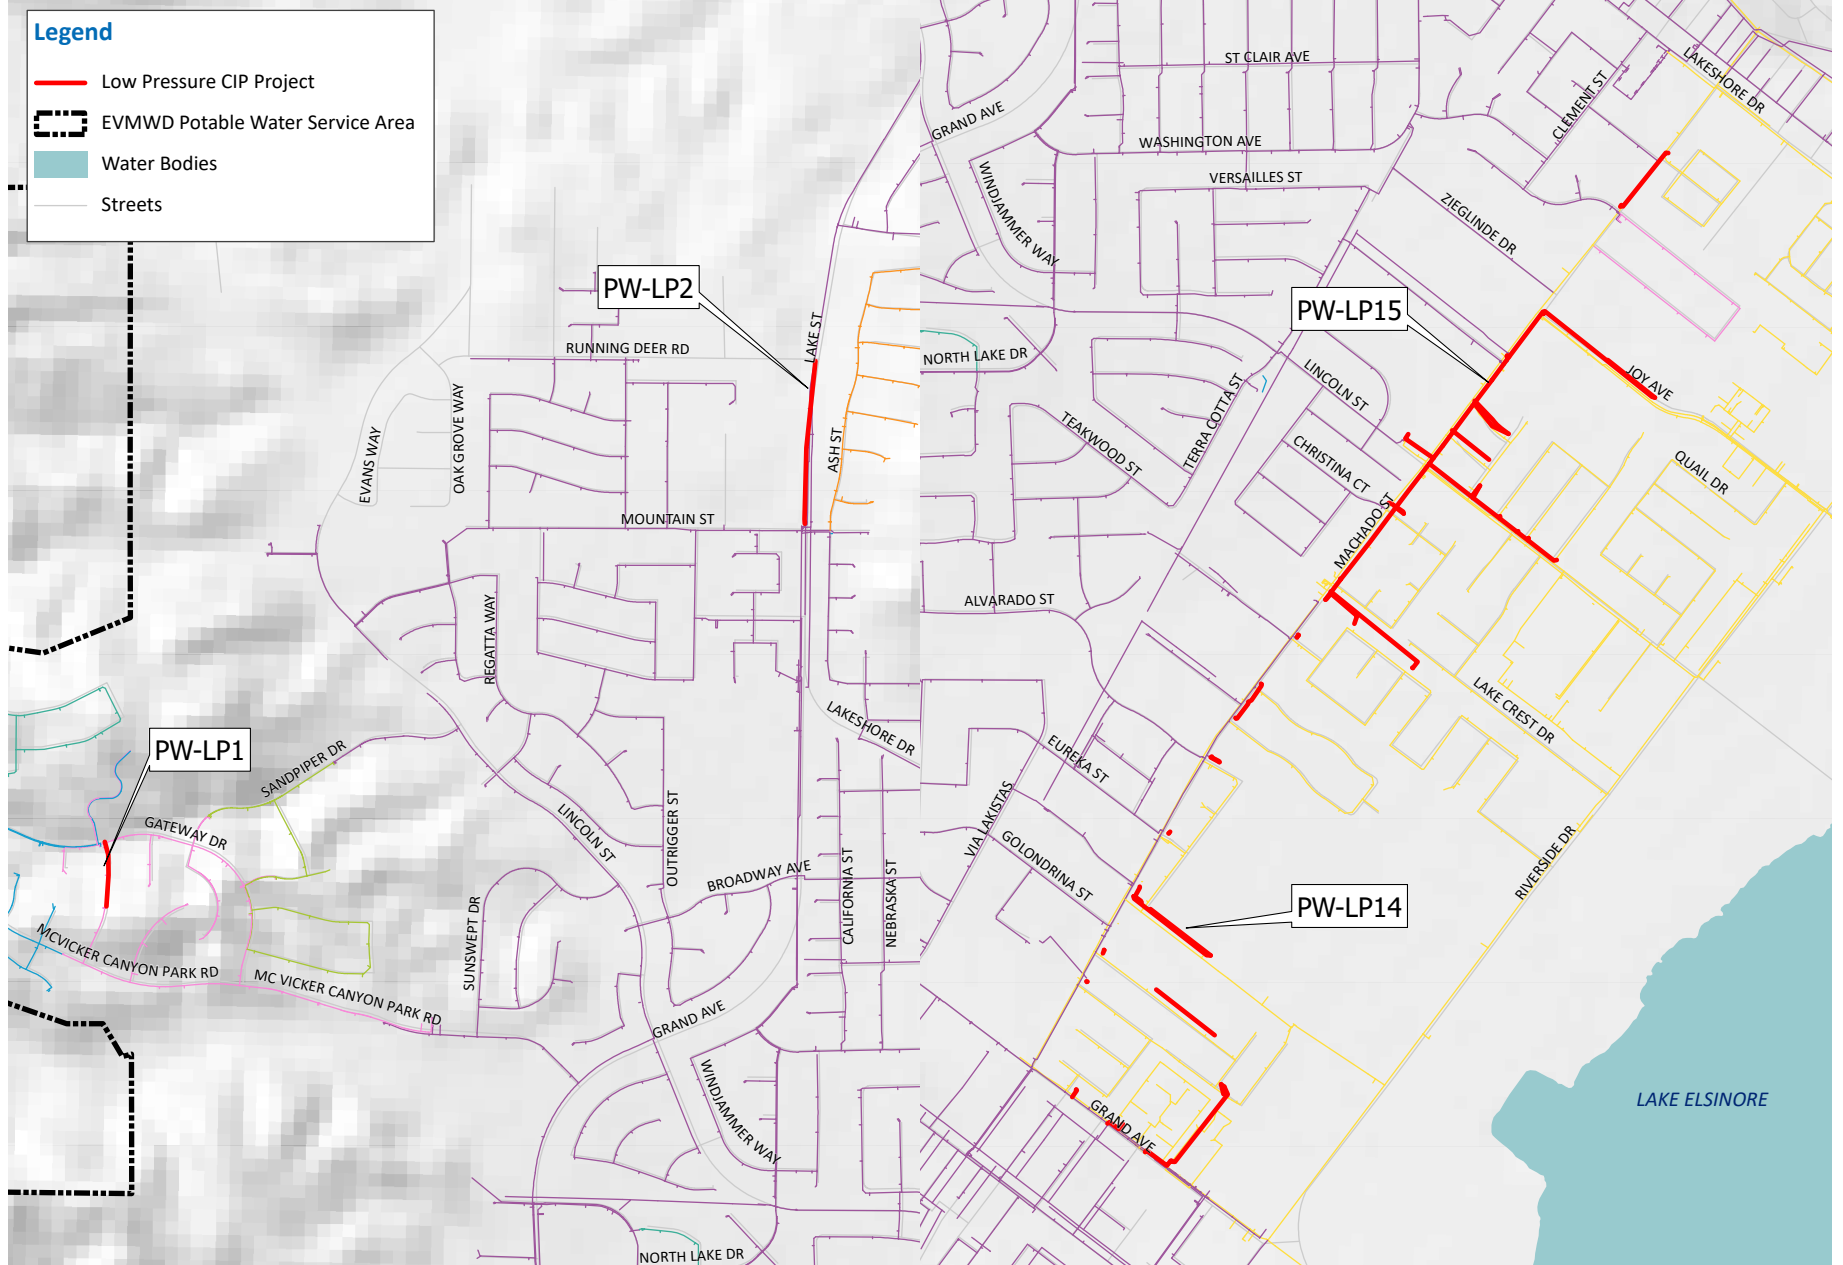 Legend
Low Pressure CIP Project
EVMWD Potable Water Service Area
Water Bodies
Streets
PW-LP2
LAKE ST
RUNNING DEER RD
EVANS WAY
OAK GROVE WAY
ASH ST
MOUNTAIN ST
REGATTA WAY
LAKESHORE DR
PW-LP1
SANDPIPER DR
GATEWAY DR
LINCOLN ST
OUTRIGGER ST
BROADWAY AVE
CALIFORNIA ST
NEBRASKA ST
SUNSWEPT DR
MCVICKER CANYON PARK RD
MC VICKER CANYON PARK RD
GRAND AVE
WINDJAMMER WAY
NORTH LAKE DR
ST CLAIR AVE
LAKESHORE DR
CLEMENT ST
GRAND AVE
WASHINGTON AVE
VERSAILLES ST
WINDJAMMER WAY
ZIEGLINDE DR
PW-LP15
NORTH LAKE DR
LINCOLN ST
JOY AVE
TERRA COTTA ST
TEAKWOOD ST
CHRISTINA CT
QUAIL DR
MACHADO ST
ALVARADO ST
LAKE CREST DR
EUREKA ST
VIA LAKISTAS
GOLONDRINA ST
RIVERSIDE DR
PW-LP14
GRAND AVE
LAKE ELSINORE